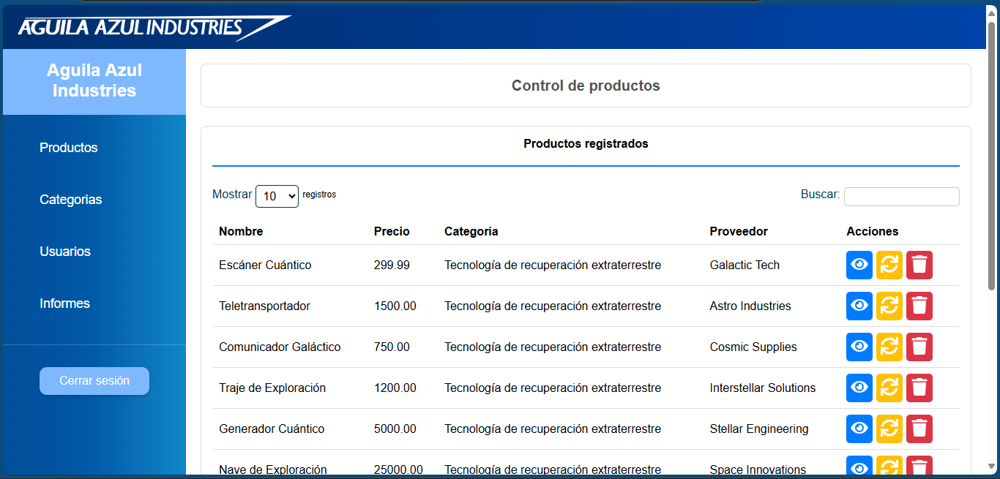 AGUILA AZUL INDUSTRIES
Aguila Azul
Industries
Productos
Categorias
Usuarios
Informes
Cerrar sesión
Control de productos
Productos registrados
Mostrar 10 registros Buscar:
Nombre Precio Categoría Proveedor Acciones
Escáner Cuántico 299.99 Tecnología de recuperación extraterrestre Galactic Tech
Teletransportador 1500.00 Tecnología de recuperación extraterrestre Astro Industries
Comunicador Galáctico 750.00 Tecnología de recuperación extraterrestre Cosmic Supplies
Traje de Exploración 1200.00 Tecnología de recuperación extraterrestre Interstellar Solutions
Generador Cuántico 5000.00 Tecnología de recuperación extraterrestre Stellar Engineering
Nave de Exploración 25000.00 Tecnología de recuperación extraterrestre Space Innovations